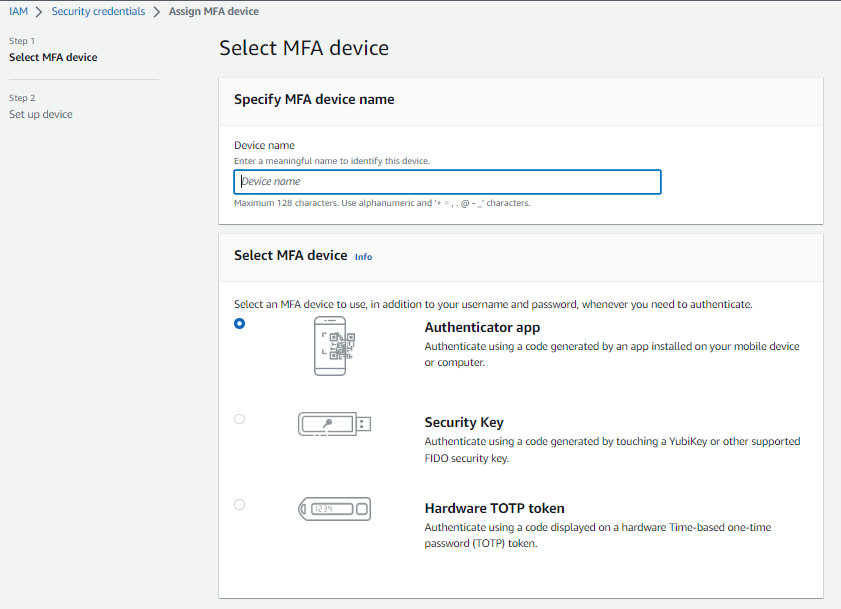 IAM > Security credentials > Assign MFA device
Step 1
Select MFA device
Step 2
Set up device
Select MFA device
Specify MFA device name
Device name
Enter a meaningful name to identify this device.
Device name
Maximum 128 characters. Use alphanumeric and '+ = , . @ - _' characters.
Select MFA device Info
Select an MFA device to use, in addition to your username and password, whenever you need to authenticate.
Authenticator app
Authenticate using a code generated by an app installed on your mobile device
or computer.
Security Key
Authenticate using a code generated by touching a YubiKey or other supported
FIDO security key.
1234
Hardware TOTP token
Authenticate using a code displayed on a hardware Time-based one-time
password (TOTP) token.